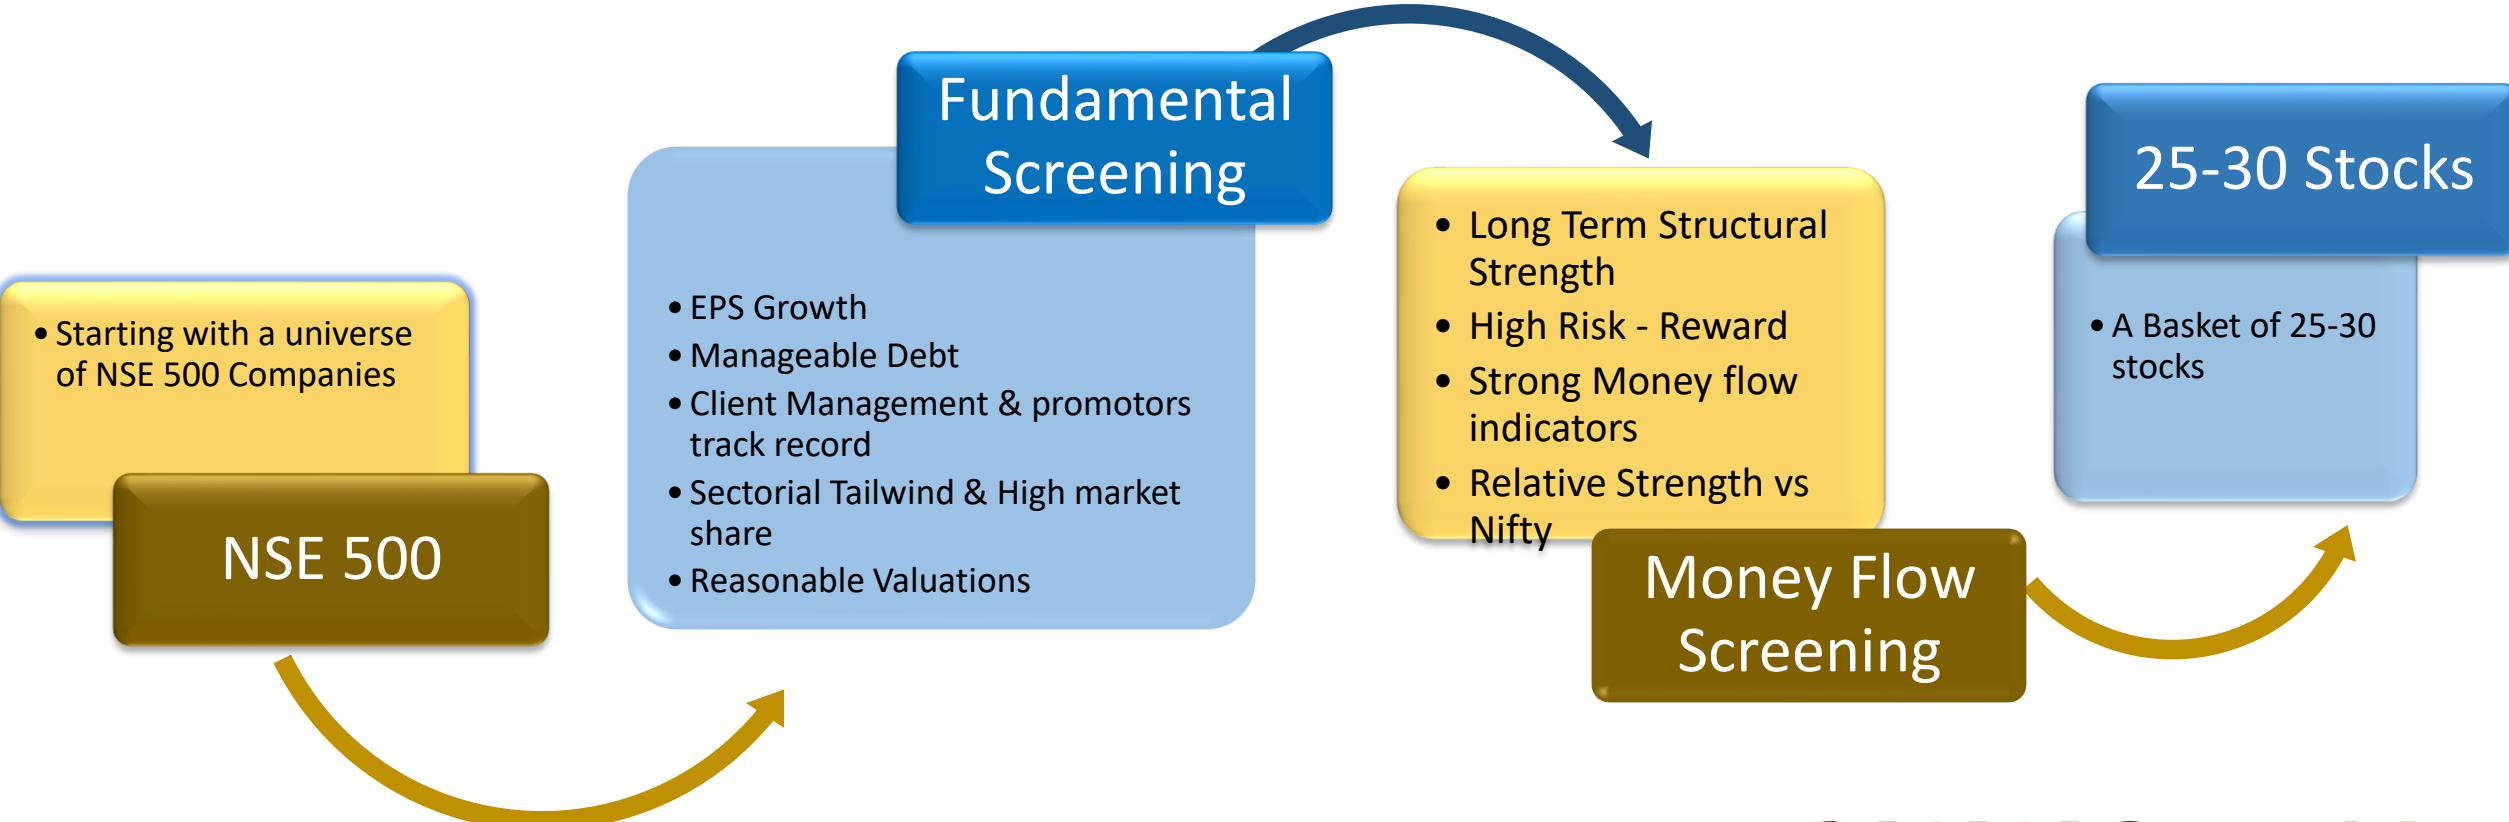 • Starting with a universe
of NSE 500 Companies
NSE 500
Fundamental
Screening
• EPS Growth
• Manageable Debt
• Client Management & promotors
track record
• Sectorial Tailwind & High market
share
• Reasonable Valuations
• Long Term Structural
Strength
• High Risk - Reward
• Strong Money flow
indicators
• Relative Strength vs
Nifty
Money Flow
Screening
25-30 Stocks
• A Basket of 25-30
stocks